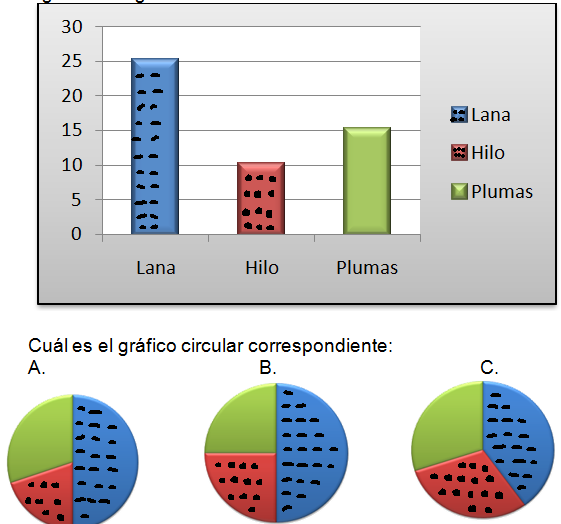 30
25
20
15
10
5
0
Lana
Hilo
Plumas
Lana Hilo Plumas
Cuál es el gráfico circular correspondiente:
A. B. C.